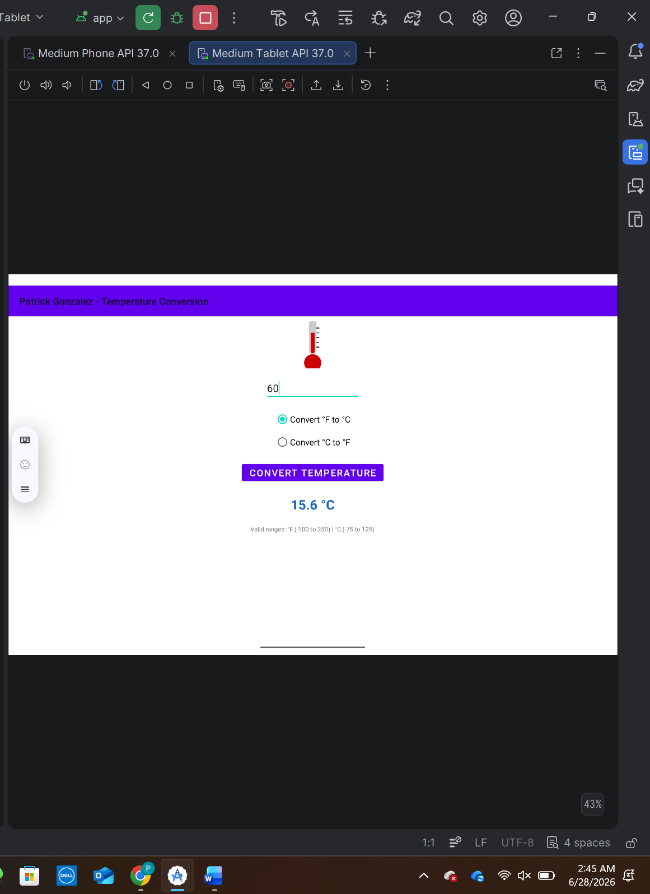 Tablet
app
Medium Phone API 37.0
Medium Tablet API 37.0
Patrick Gonzalez - Temperature Conversion
60
Convert °F to °C
Convert °C to °F
CONVERT TEMPERATURE
15.6 °C
Valid ranges: °F (-100 to 250) | °C (-75 to 125)
43%
1:1
LF
UTF-8
4 spaces
DELL
P
W
2:45 AM
6/28/2026